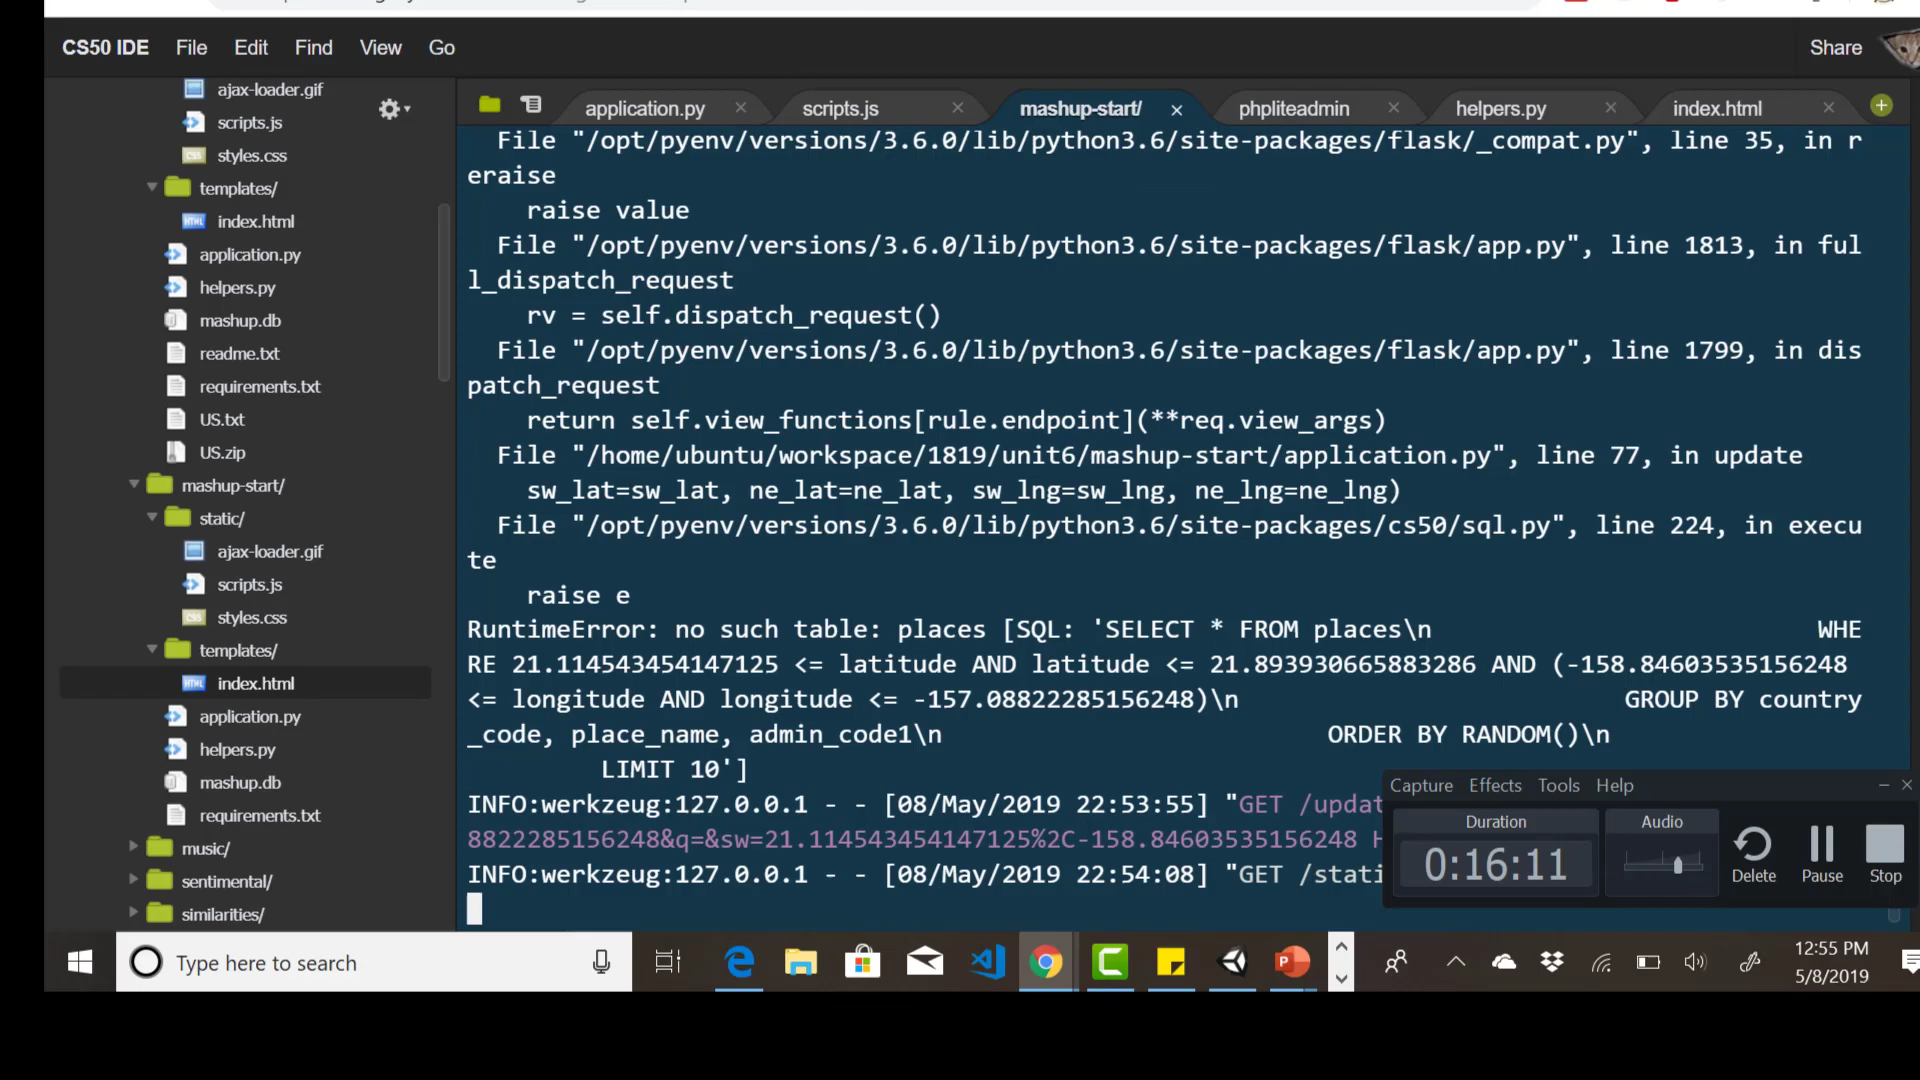 CS50 IDE File Edit Find View Go Share
ajax-loader.gif
scripts.js
styles.css
templates/
index.html
application.py
helpers.py
mashup.db
readme.txt
requirements.txt
US.txt
US.zip
mashup-start/
static/
ajax-loader.gif
scripts.js
styles.css
templates/
index.html
application.py
helpers.py
mashup.db
requirements.txt
music/
sentimental/
similarities/
application.py scripts.js mashup-start/ phpliteadmin helpers.py index.html
File "/opt/pyenv/versions/3.6.0/lib/python3.6/site-packages/flask/_compat.py", line 35, in r
eraise
raise value
File "/opt/pyenv/versions/3.6.0/lib/python3.6/site-packages/flask/app.py", line 1813, in ful
l_dispatch_request
rv = self.dispatch_request()
File "/opt/pyenv/versions/3.6.0/lib/python3.6/site-packages/flask/app.py", line 1799, in dis
patch_request
return self.view_functions[rule.endpoint](**req.view_args)
File "/home/ubuntu/workspace/1819/unit6/mashup-start/application.py", line 77, in update
sw_lat=sw_lat, ne_lat=ne_lat, sw_lng=sw_lng, ne_lng=ne_lng)
File "/opt/pyenv/versions/3.6.0/lib/python3.6/site-packages/cs50/sql.py", line 224, in execu
te
raise e
RuntimeError: no such table: places [SQL: 'SELECT * FROM places\n WHE
RE 21.114543454147125 <= latitude AND latitude <= 21.893930665883286 AND (-158.84603535156248
<= longitude AND longitude <= -157.08822285156248)\n GROUP BY country
_code, place_name, admin_code1\n ORDER BY RANDOM()\n
LIMIT 10']
INFO:werkzeug:127.0.0.1 - - [08/May/2019 22:53:55] "GET /updat
88222285156248&q=&sw=21.114543454147125%2C-158.84603535156248 H
INFO:werkzeug:127.0.0.1 - - [08/May/2019 22:54:08] "GET /stati
Capture Effects Tools Help
Duration
0:16:11
Audio
Delete
Pause
Stop
Type here to search
12:55 PM
5/8/2019